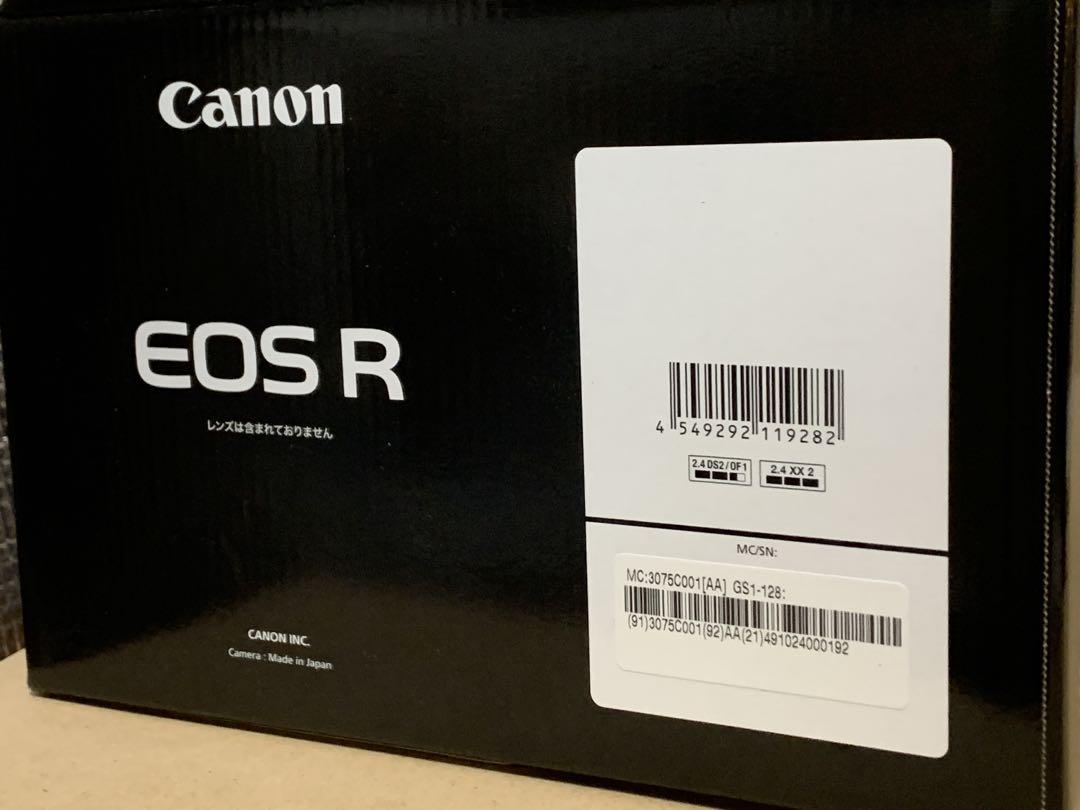 Canon
EOS R
レンズは含まれておりません
CANON INC.
Camera : Made in Japan
4 549292 119282
2.4 DS2/OF1
2.4 XX 2
MC/SN:
MC:3075C001[AA] GS1-128:
(91)3075C001(92)AA(21)491024000192